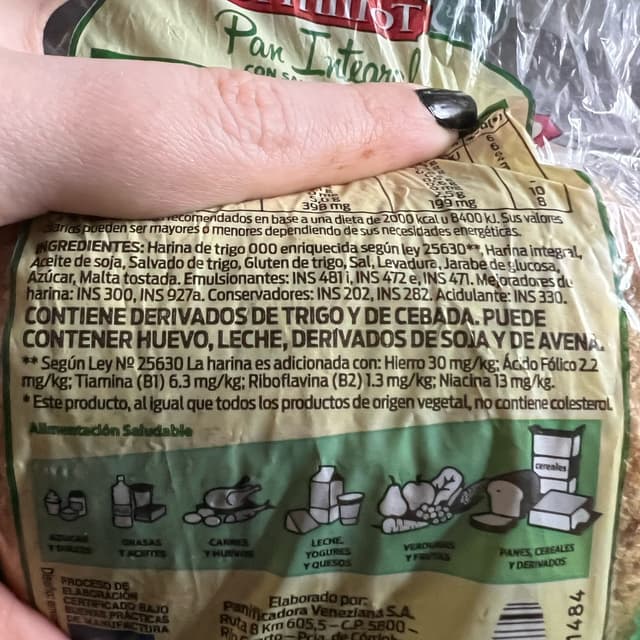 Pan Integral
CON
398 mg 199 mg 10
8
recomendados en base a una dieta de 2000 kcal u 8400 kJ. Sus valores
diarios pueden ser mayores o menores dependiendo de sus necesidades energéticas.
INGREDIENTES: Harina de trigo 000 enriquecida según ley 25630**, Harina integral,
Aceite de soja, Salvado de trigo, Gluten de trigo, Sal, Levadura, Jarabe de glucosa,
Azúcar, Malta tostada. Emulsionantes: INS 481 i, INS 472 e, INS 471. Mejoradores de
harina: INS 300, INS 927a. Conservadores: INS 202, INS 282. Acidulante: INS 330.
CONTIENE DERIVADOS DE TRIGO Y DE CEBADA. PUEDE
CONTENER HUEVO, LECHE, DERIVADOS DE SOJA Y DE AVENA.
** Según Ley Nº 25630 La harina es adicionada con: Hierro 30 mg/kg; Ácido Fólico 2.2
mg/kg; Tiamina (B1) 6.3 mg/kg; Riboflavina (B2) 1.3 mg/kg; Niacina 13 mg/kg.
* Este producto, al igual que todos los productos de origen vegetal, no contiene colesterol.
Alimentación Saludable
cereales
AZÚCAR
Y DULCES
GRASAS
Y ACEITES
CARNES
Y HUEVOS
LECHE,
YOGURES
Y QUESOS
VERDURAS
Y FRUTAS
PANES, CEREALES
Y DERIVADOS
PROCESO DE
ELABORACIÓN
CERTIFICADO BAJO
BUENAS PRÁCTICAS
DE MANUFACTURA
Elaborado por:
Panificadora Veneziana S.A.
Ruta 8 Km 605,5 - C.P. 5800 -
484